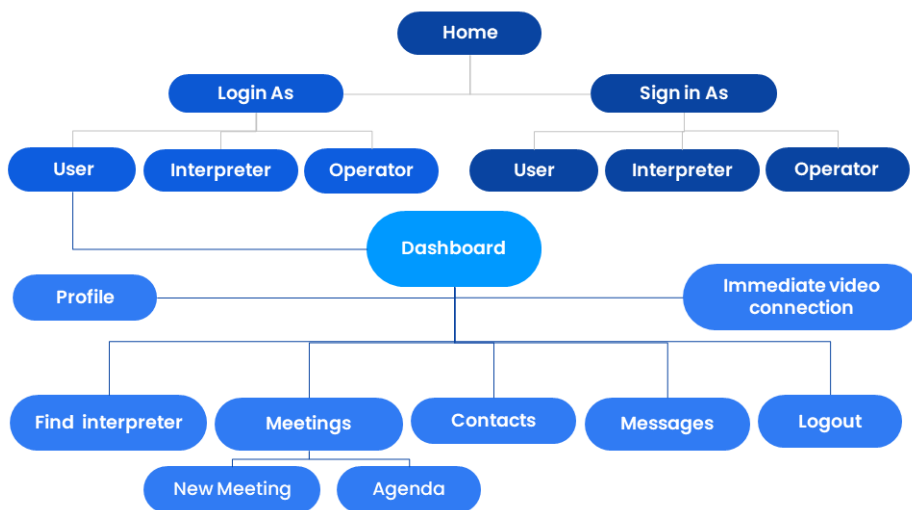 Home
Login As
Sign in As
User
Interpreter
Operator
User
Interpreter
Operator
Dashboard
Profile
Immediate video
connection
Find interpreter
Meetings
Contacts
Messages
Logout
New Meeting
Agenda